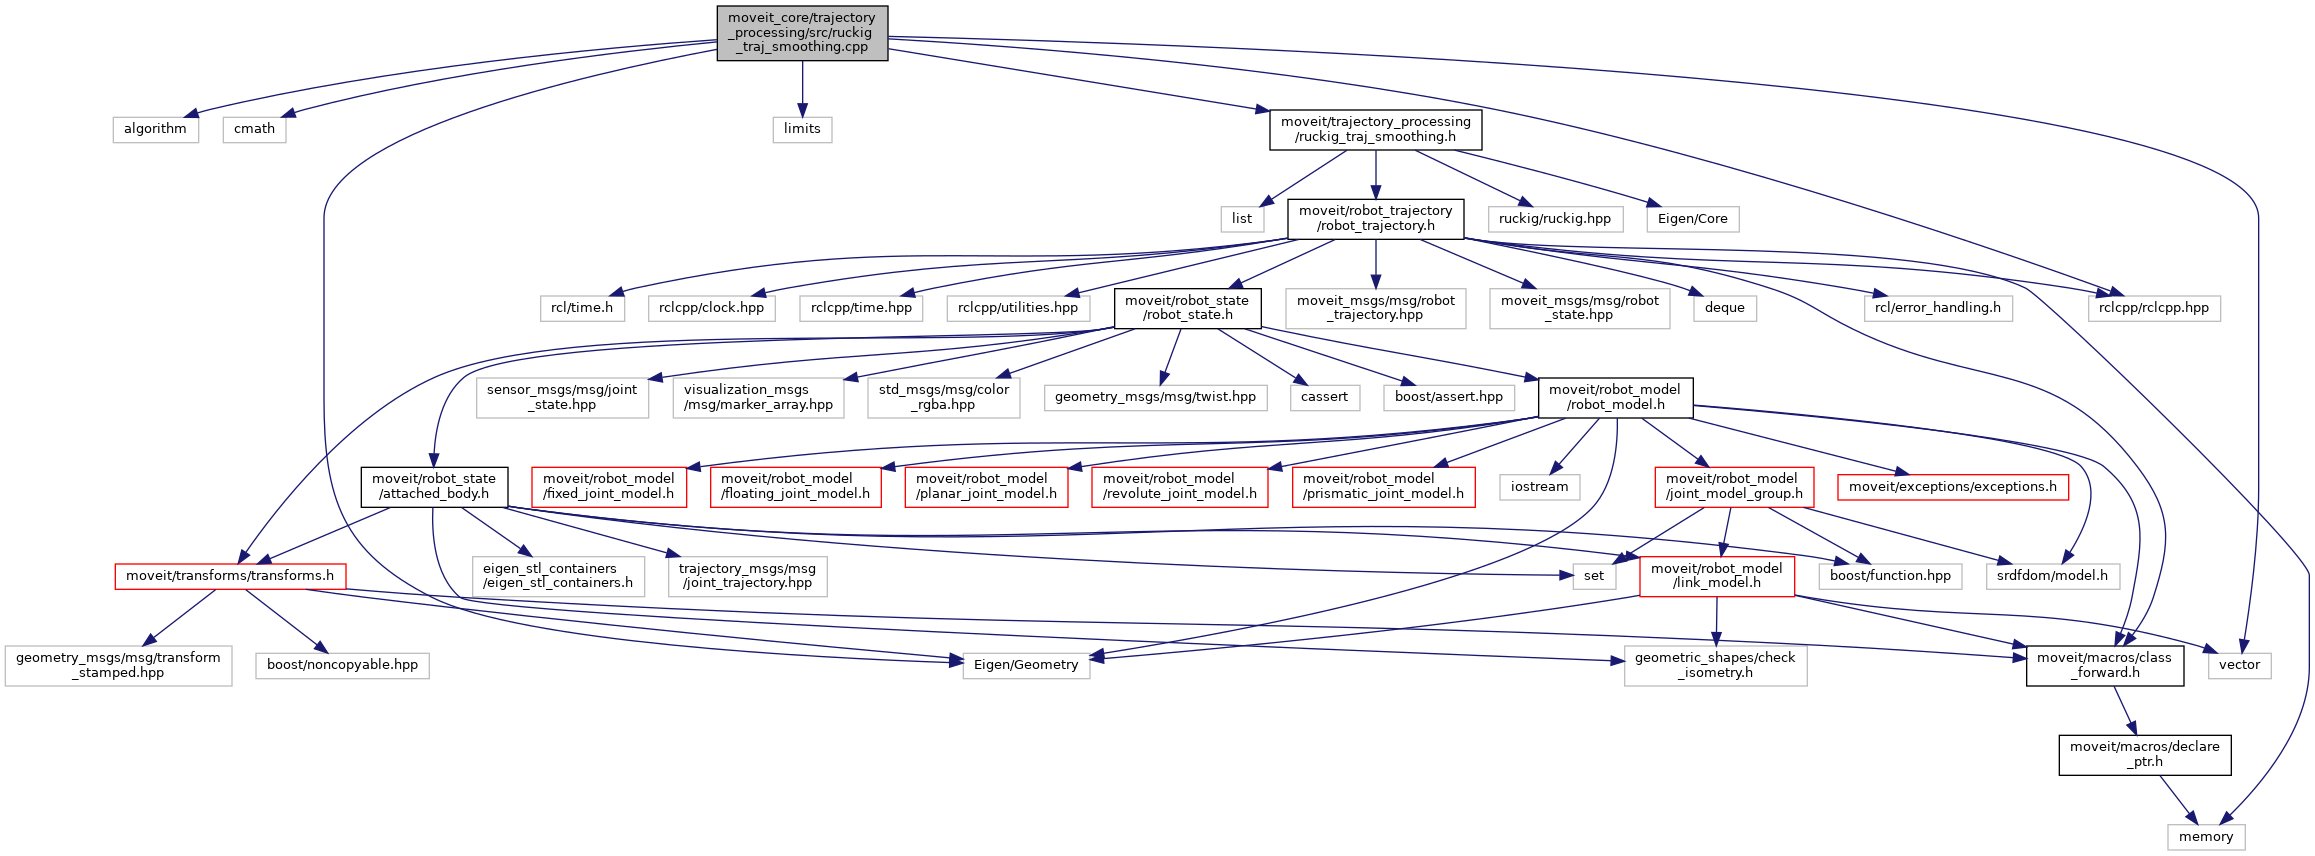 moveit_core/trajectory
_processing/src/ruckig
_traj_smoothing.cpp
algorithm
cmath
limits
moveit/trajectory_processing
/ruckig_traj_smoothing.h
list
moveit/robot_trajectory
/robot_trajectory.h
ruckig/ruckig.hpp
Eigen/Core
rcl/time.h
rclcpp/clock.hpp
rclcpp/time.hpp
rclcpp/utilities.hpp
moveit/robot_state
/robot_state.h
moveit_msgs/msg/robot
_trajectory.hpp
moveit_msgs/msg/robot
_state.hpp
deque
rcl/error_handling.h
rclcpp/rclcpp.hpp
sensor_msgs/msg/joint
_state.hpp
visualization_msgs
/msg/marker_array.hpp
std_msgs/msg/color
_rgba.hpp
geometry_msgs/msg/twist.hpp
cassert
boost/assert.hpp
moveit/robot_model
/robot_model.h
moveit/robot_state
/attached_body.h
moveit/robot_model
/fixed_joint_model.h
moveit/robot_model
/floating_joint_model.h
moveit/robot_model
/planar_joint_model.h
moveit/robot_model
/revolute_joint_model.h
moveit/robot_model
/prismatic_joint_model.h
iostream
moveit/robot_model
/joint_model_group.h
moveit/exceptions/exceptions.h
moveit/transforms/transforms.h
eigen_stl_containers
/eigen_stl_containers.h
trajectory_msgs/msg
/joint_trajectory.hpp
set
moveit/robot_model
/link_model.h
boost/function.hpp
srdfdom/model.h
geometry_msgs/msg/transform
_stamped.hpp
boost/noncopyable.hpp
Eigen/Geometry
geometric_shapes/check
_isometry.h
moveit/macros/class
_forward.h
vector
moveit/macros/declare
_ptr.h
memory